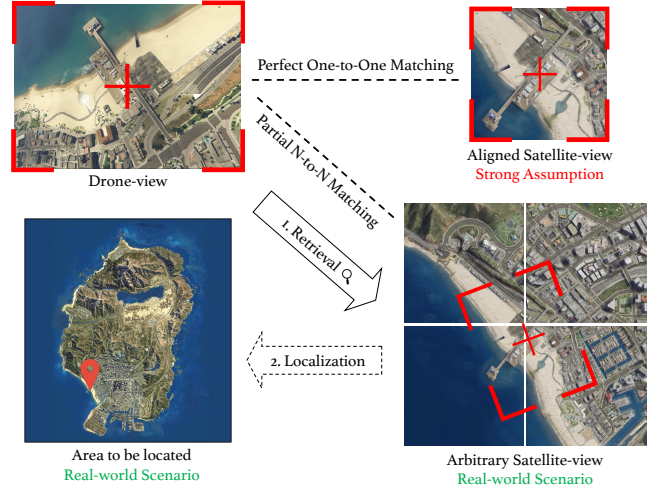 Perfect One-to-One Matching
Drone-view
Aligned Satellite-view
Strong Assumption
Partial N-to-N Matching
1. Retrieval
2. Localization
Area to be located
Real-world Scenario
Arbitrary Satellite-view
Real-world Scenario